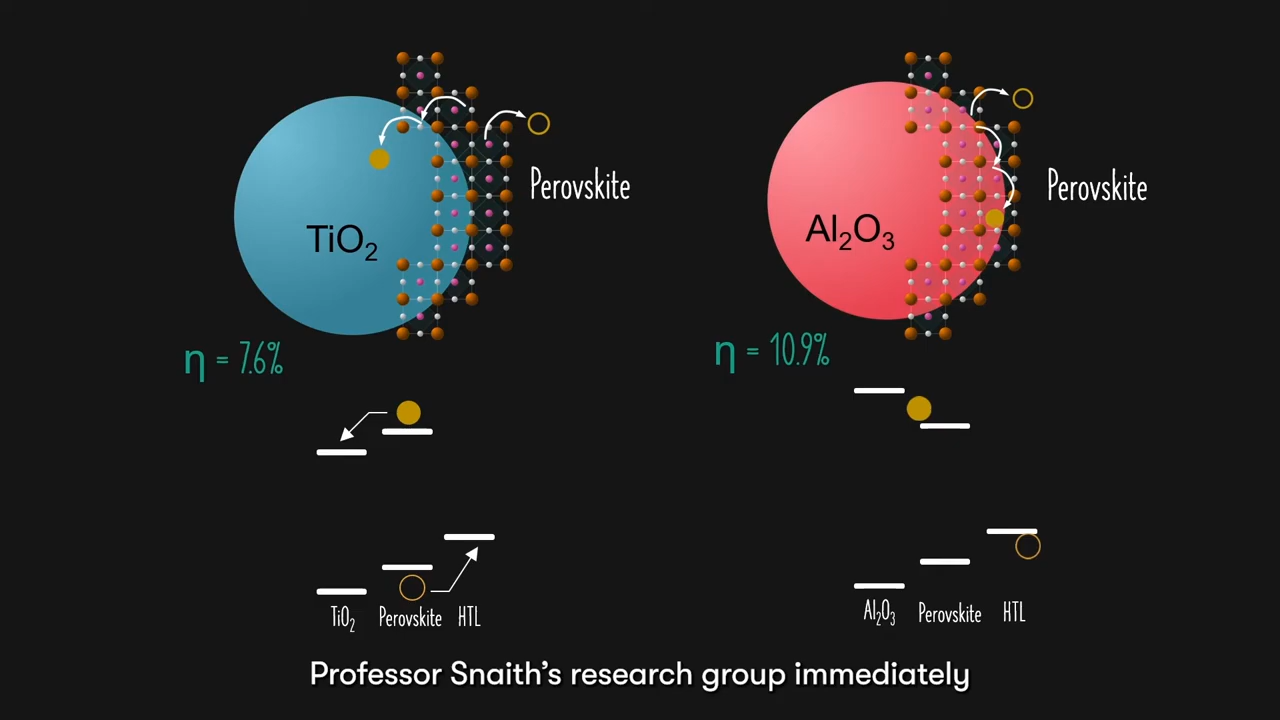 Perovskite
TiO₂
η = 7.6%
TiO₂ Perovskite HTL
Perovskite
Al₂O₃
η = 10.9%
Al₂O₃ Perovskite HTL
Professor Snaith's research group immediately